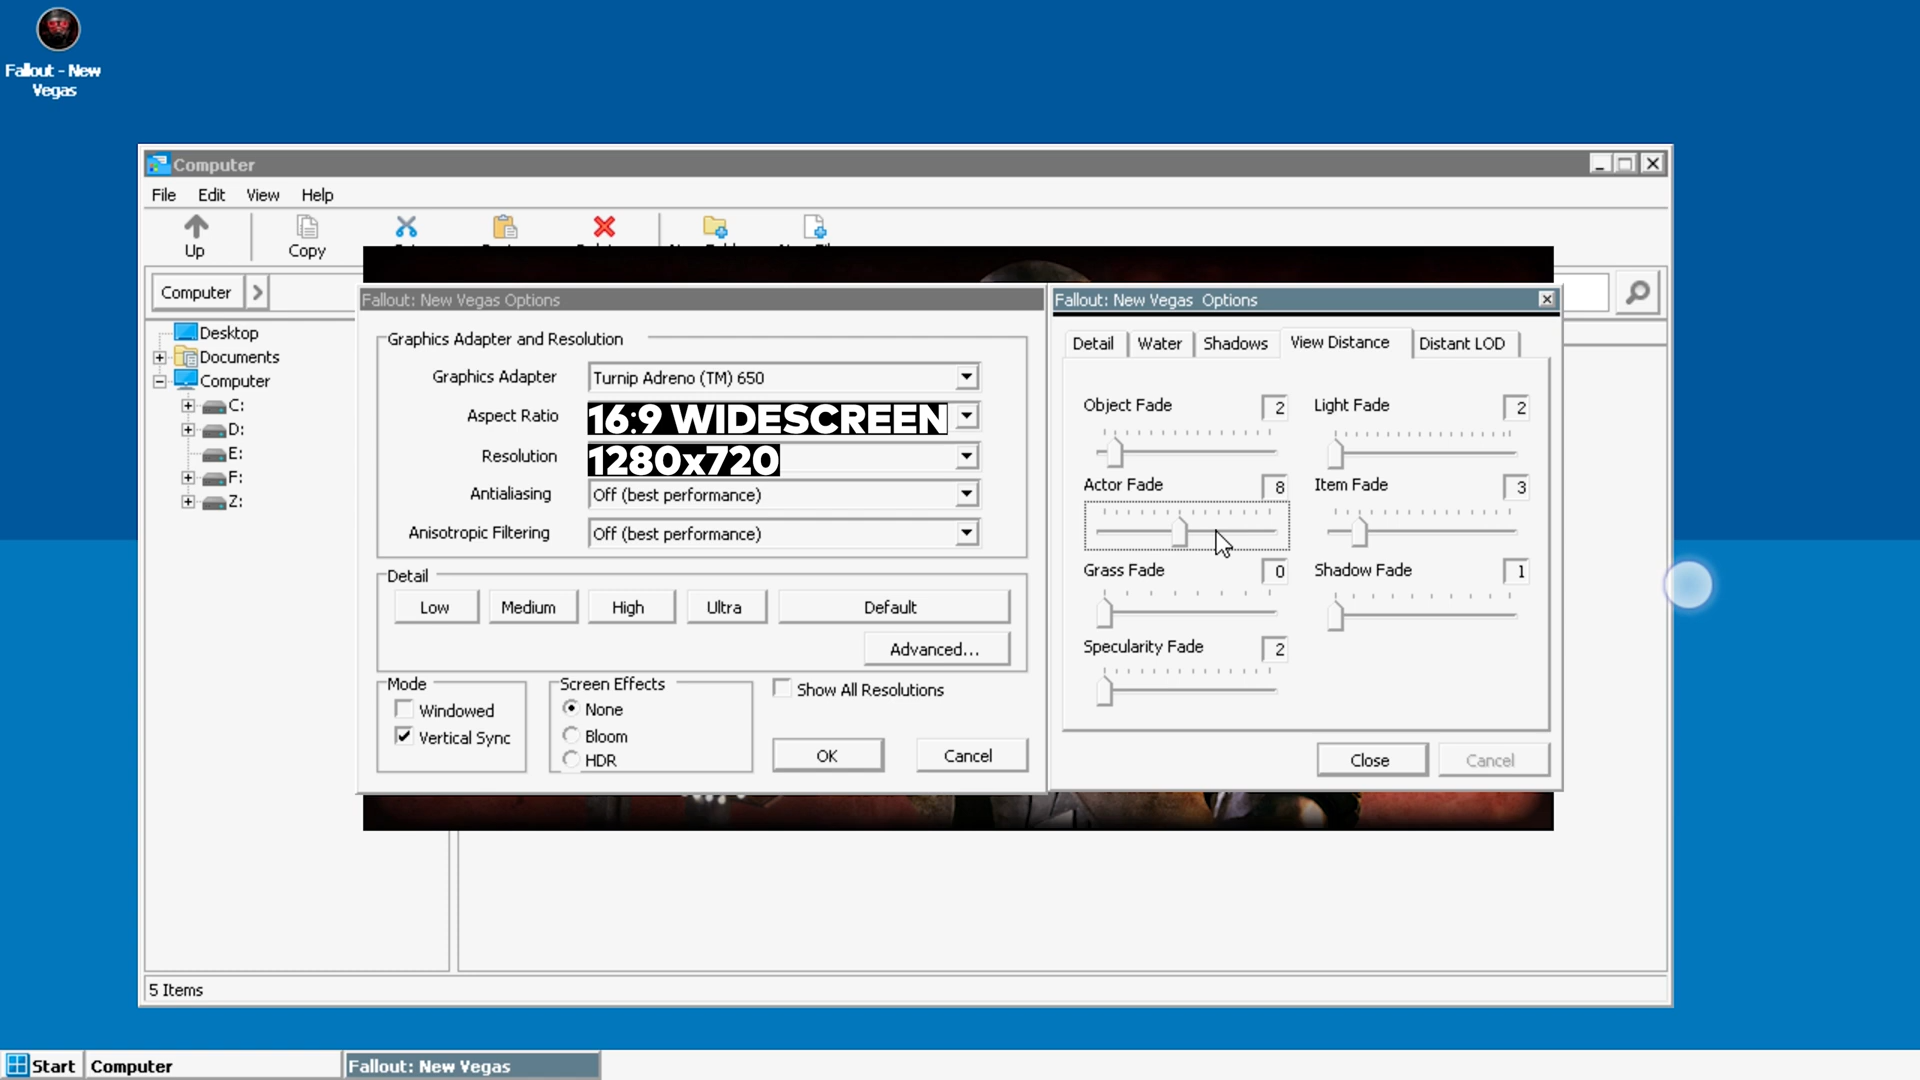 Fallout - New
Vegas
Computer
File Edit View Help
Up Copy
Computer
Desktop
Documents
Computer
C:
D:
E:
F:
Z:
Fallout: New Vegas Options
Graphics Adapter and Resolution
Graphics Adapter Turnip Adreno (TM) 650
Aspect Ratio 16:9 WIDESCREEN
Resolution 1280x720
Antialiasing Off (best performance)
Anisotropic Filtering Off (best performance)
Detail
Low Medium High Ultra Default
Advanced...
Mode
Windowed
Vertical Sync
Screen Effects
None
Bloom
HDR
Show All Resolutions
OK Cancel
Fallout: New Vegas Options
Detail Water Shadows View Distance Distant LOD
Object Fade 2 Light Fade 2
Actor Fade 8 Item Fade 3
Grass Fade 0 Shadow Fade 1
Specularity Fade 2
Close Cancel
5 Items
Start Computer Fallout: New Vegas